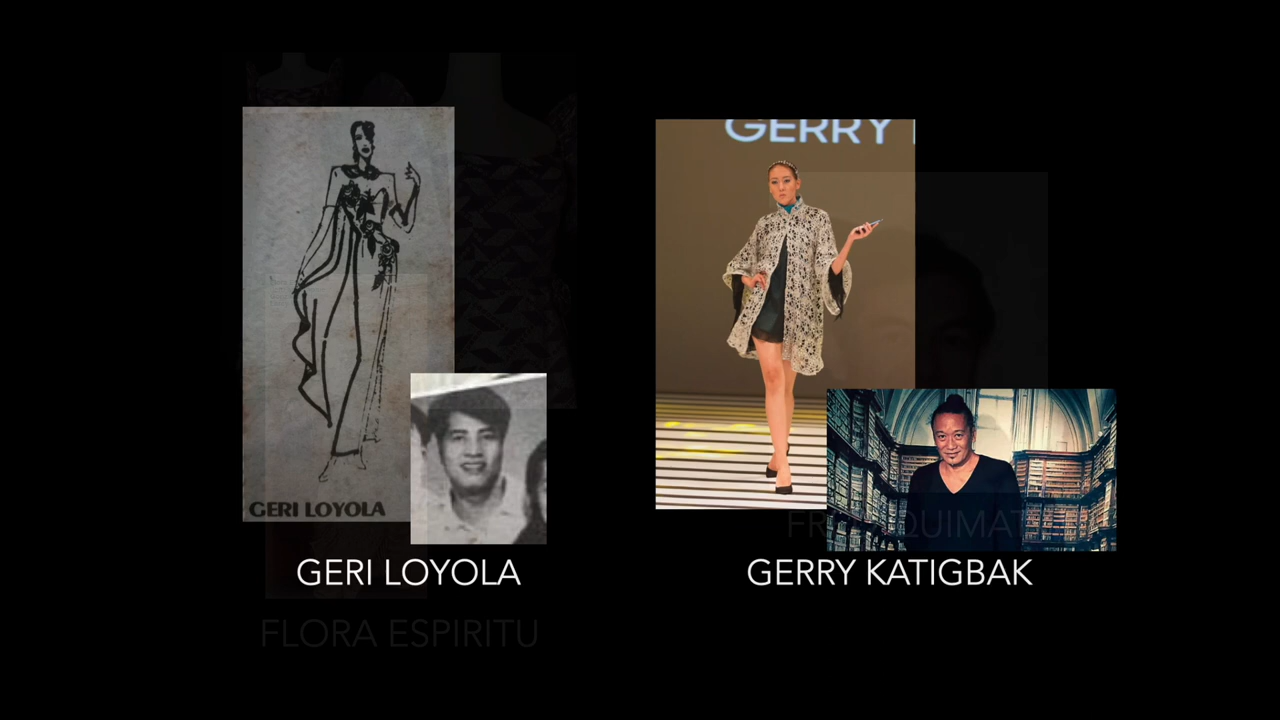 GERRY
GERI LOYOLA
GERI LOYOLA
GERRY KATIGBAK
FLORA ESPIRITU